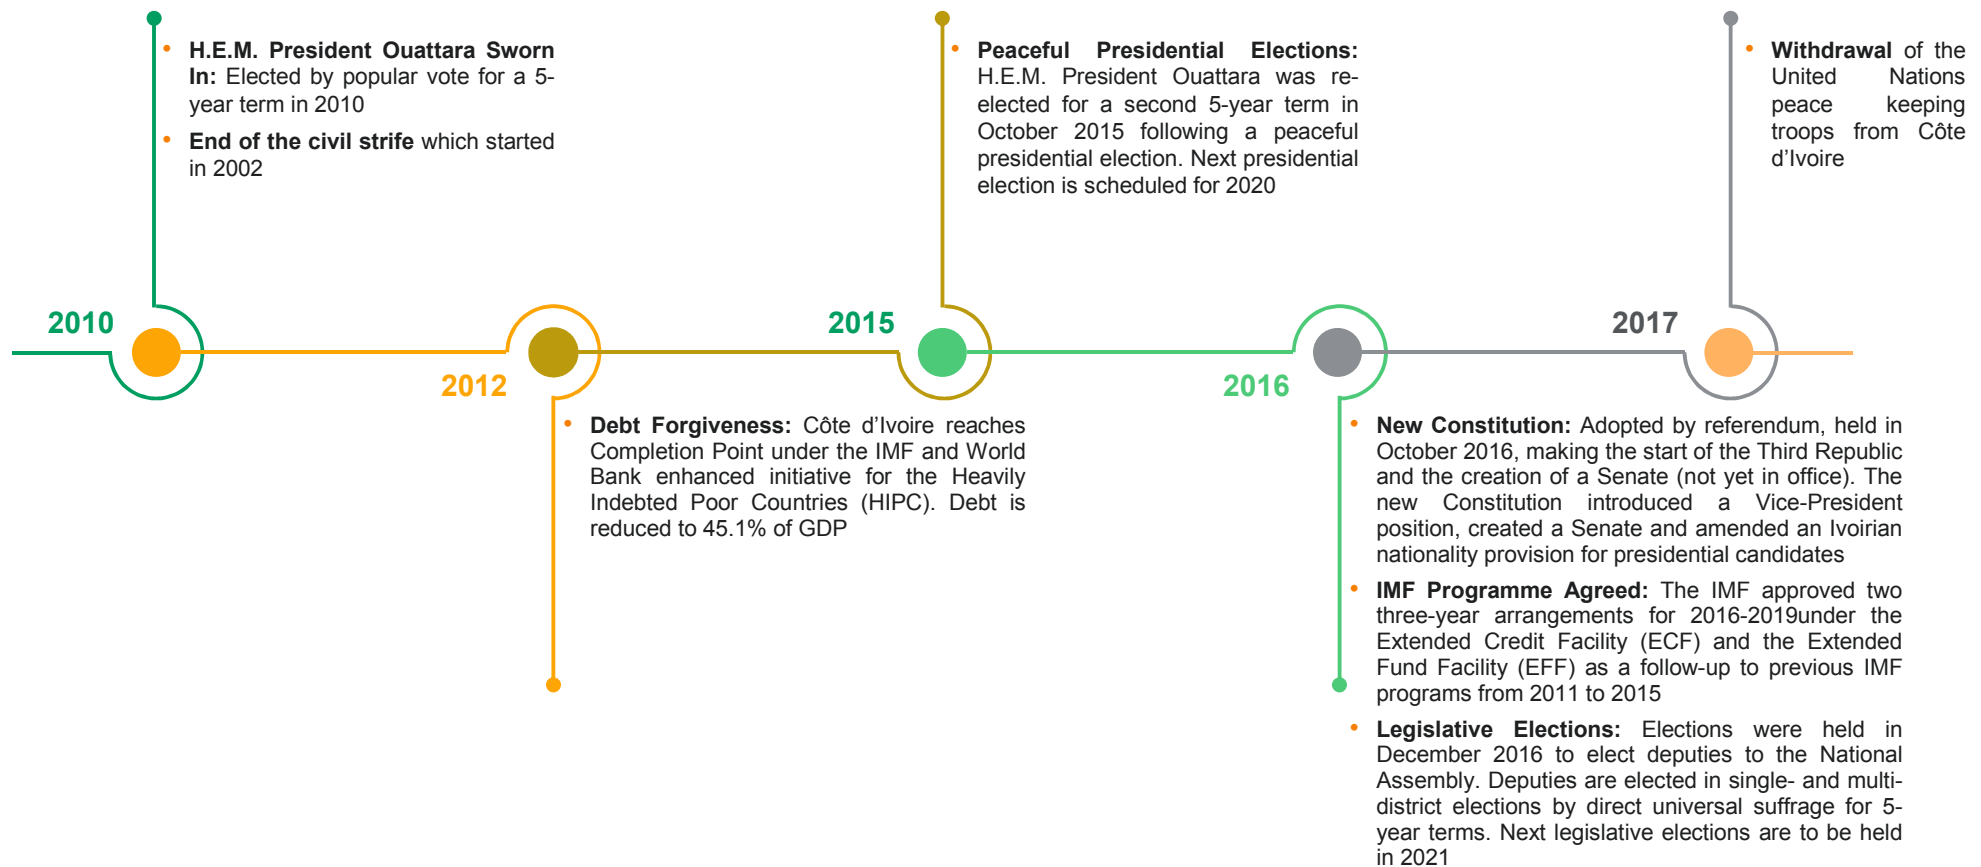 2010
• H.E.M. President Ouattara Sworn
In: Elected by popular vote for a 5-
year term in 2010
• End of the civil strife which started
in 2002
2012
• Debt Forgiveness: Côte d’Ivoire reaches
Completion Point under the IMF and World
Bank enhanced initiative for the Heavily
Indebted Poor Countries (HIPC). Debt is
reduced to 45.1% of GDP
2015
• Peaceful Presidential Elections:
H.E.M. President Ouattara was re-
elected for a second 5-year term in
October 2015 following a peaceful
presidential election. Next presidential
election is scheduled for 2020
2016
• New Constitution: Adopted by referendum, held in
October 2016, making the start of the Third Republic
and the creation of a Senate (not yet in office). The
new Constitution introduced a Vice-President
position, created a Senate and amended an Ivoirian
nationality provision for presidential candidates
• IMF Programme Agreed: The IMF approved two
three-year arrangements for 2016-2019under the
Extended Credit Facility (ECF) and the Extended
Fund Facility (EFF) as a follow-up to previous IMF
programs from 2011 to 2015
• Legislative Elections: Elections were held in
December 2016 to elect deputies to the National
Assembly. Deputies are elected in single- and multi-
district elections by direct universal suffrage for 5-
year terms. Next legislative elections are to be held
in 2021
2017
• Withdrawal of the
United Nations
peace keeping
troops from Côte
d’Ivoire